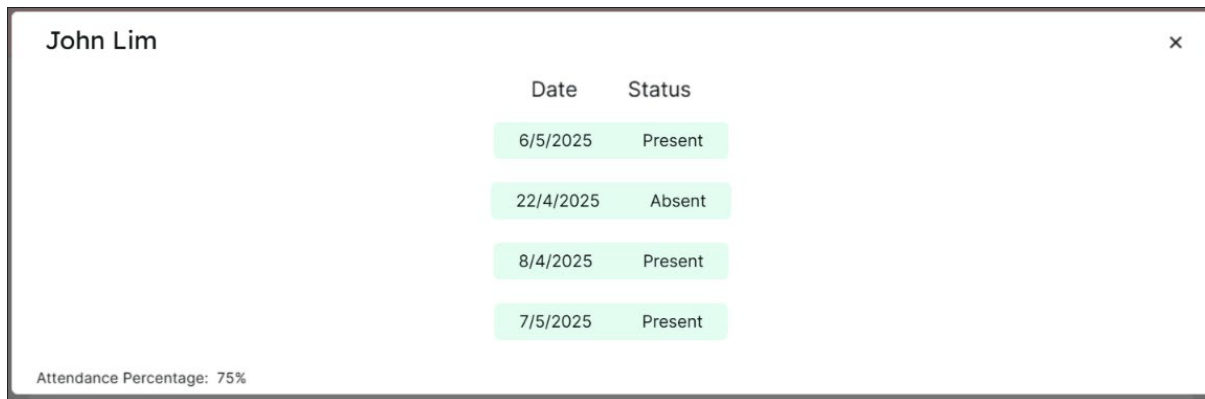 John Lim ×
Date Status
6/5/2025 Present
22/4/2025 Absent
8/4/2025 Present
7/5/2025 Present
Attendance Percentage: 75%